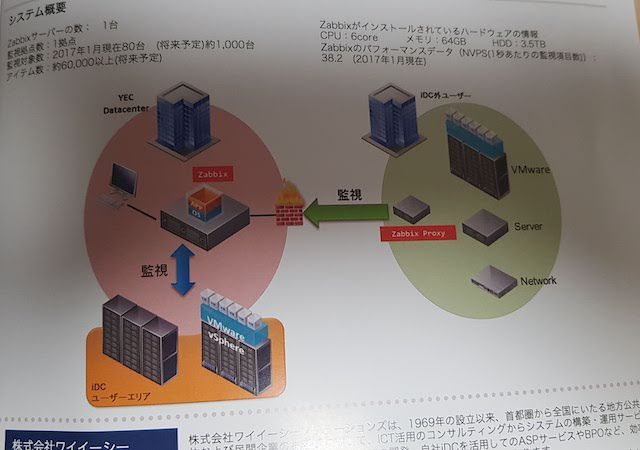 システム概要
Zabbixサーバーの数： 1台
監視拠点数：1拠点
監視対象数：2017年1月現在80台 (将来予定)約1,000台
アイテム数：約60,000以上(将来予定)
Zabbixがインストールされているハードウェアの情報
CPU：6core メモリ：64GB HDD：3.5TB
Zabbixのパフォーマンスデータ（NVPS(1秒あたりの監視項目数)）：
38.2 (2017年1月現在)
YEC
Datacenter
Zabbix
OS
監視
iDC
ユーザーエリア
VMware
vSphere
監視
iDC外ユーザー
VMware
Zabbix Proxy
Server
Network
株式会社ワイイーシー
株式会社ワイイーシーソリューションズは、1969年の設立以来、首都圏から全国にいたる地方公共
ICT活用のコンサルティングからシステムの構築・運用サービ
自社iDCを活用してのASPサービスやBPOなど、効率